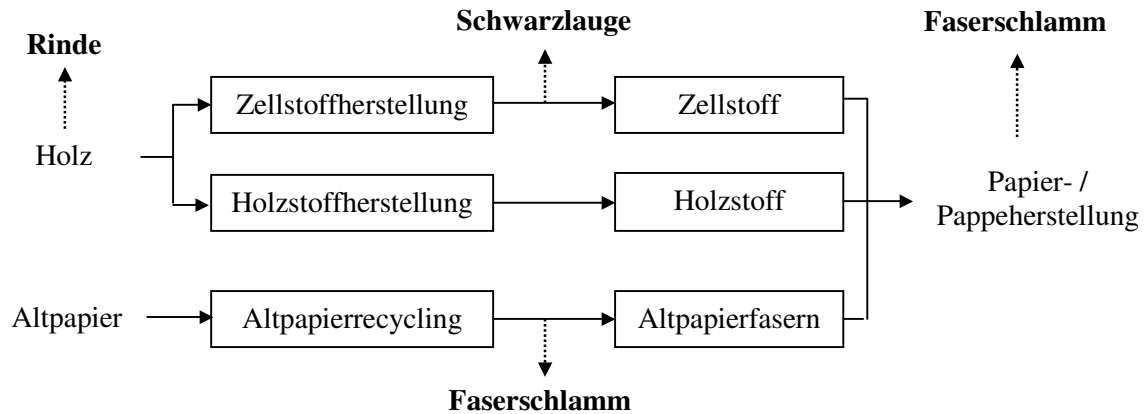 Schwarzlauge
Faserschlamm
Rinde
Zellstoffherstellung
Zellstoff
Holz
Holzstoffherstellung
Holzstoff
Papier- /
Pappeherstellung
Altpapier
Altpapierrecycling
Altpapierfasern
Faserschlamm